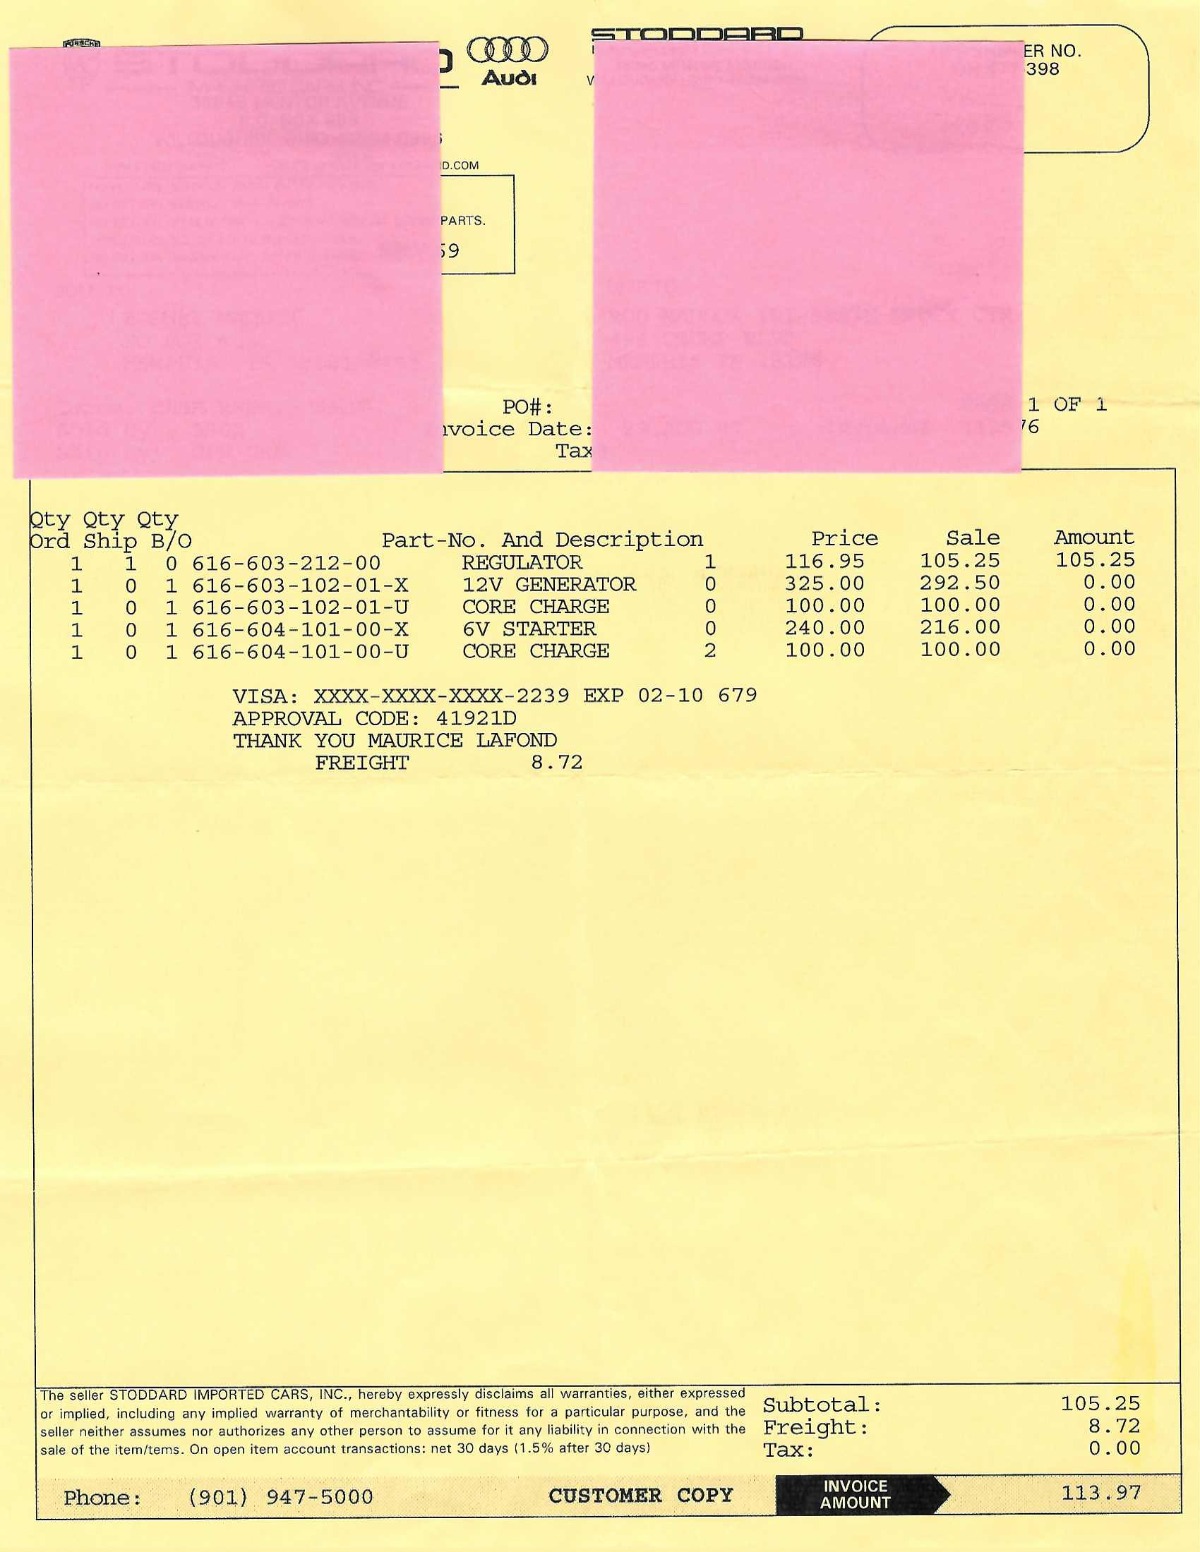 PORSCHE
Audi
STODDARD
ER NO.
398
D.COM
PARTS.
59
PO#: 1 OF 1
nvoice Date: 76
Tax
Qty Qty Qty
Ord Ship B/O Part-No. And Description Price Sale Amount
1 1 0 616-603-212-00 REGULATOR 1 116.95 105.25 105.25
1 0 1 616-603-102-01-X 12V GENERATOR 0 325.00 292.50 0.00
1 0 1 616-603-102-01-U CORE CHARGE 0 100.00 100.00 0.00
1 0 1 616-604-101-00-X 6V STARTER 0 240.00 216.00 0.00
1 0 1 616-604-101-00-U CORE CHARGE 2 100.00 100.00 0.00
VISA: XXXX-XXXX-XXXX-2239 EXP 02-10 679
APPROVAL CODE: 41921D
THANK YOU MAURICE LAFOND
FREIGHT 8.72
The seller STODDARD IMPORTED CARS, INC., hereby expressly disclaims all warranties, either expressed
or implied, including any implied warranty of merchantability or fitness for a particular purpose, and the
seller neither assumes nor authorizes any other person to assume for it any liability in connection with the
sale of the item/items. On open item account transactions: net 30 days (1.5% after 30 days)
Subtotal: 105.25
Freight: 8.72
Tax: 0.00
Phone: (901) 947-5000 CUSTOMER COPY INVOICE AMOUNT 113.97